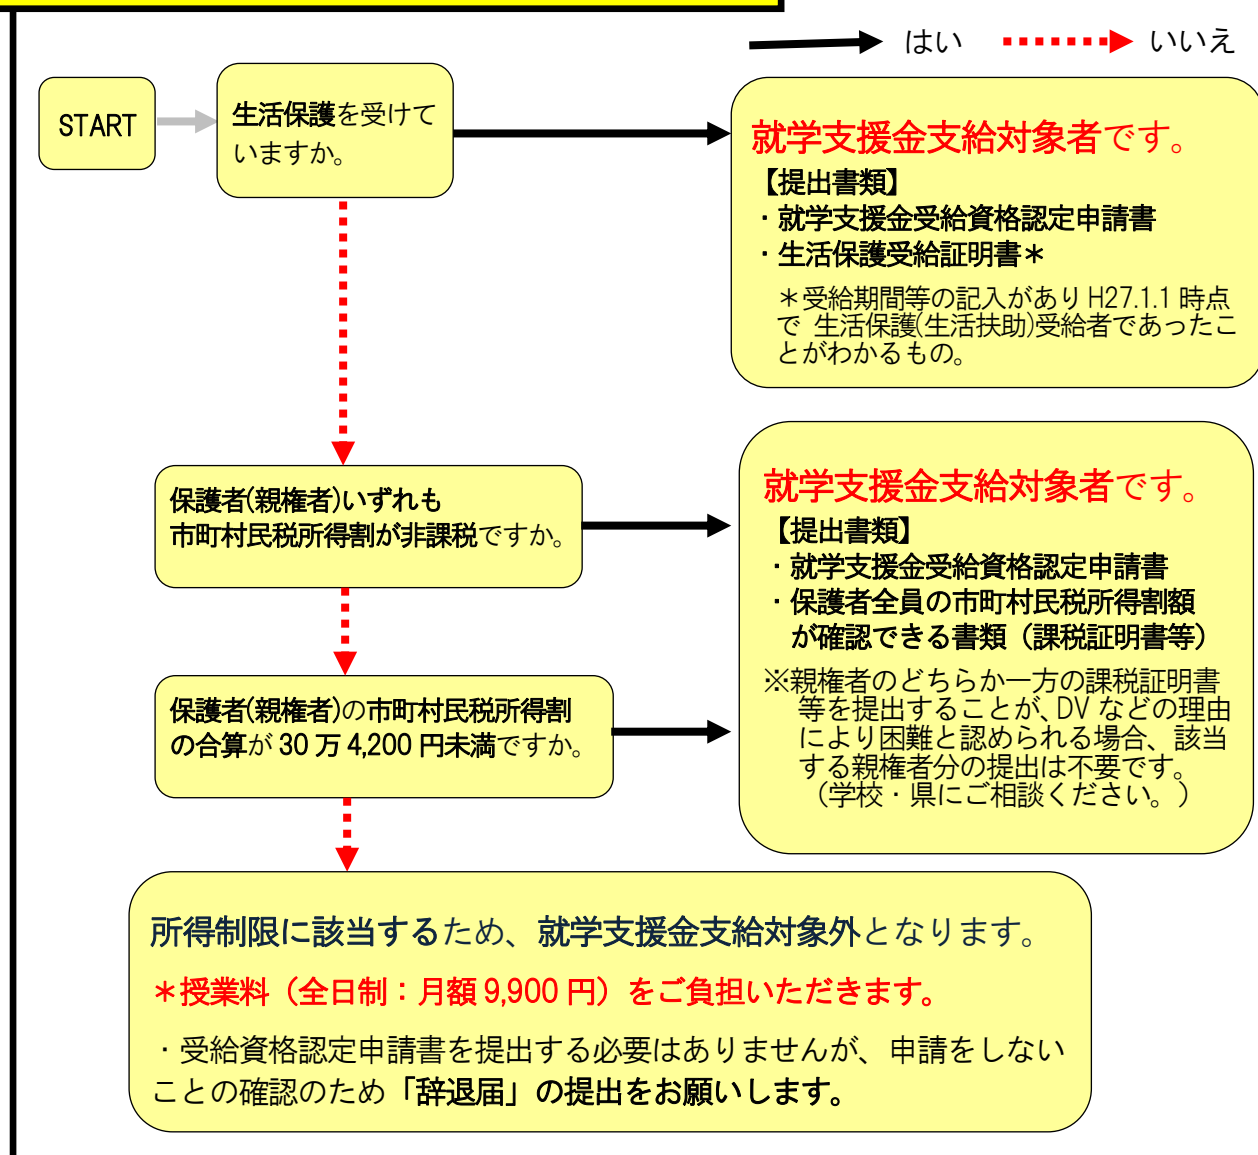 はい
いいえ
START
生活保護を受けて
いますか。
就学支援金支給対象者です。
【提出書類】
・就学支援金受給資格認定申請書
・生活保護受給証明書＊
＊受給期間等の記入がありH27.1.1時点
で 生活保護(生活扶助)受給者であったこ
とがわかるもの。
保護者(親権者)いずれも
市町村民税所得割が非課税ですか。
就学支援金支給対象者です。
【提出書類】
・就学支援金受給資格認定申請書
・保護者全員の市町村民税所得割額
が確認できる書類（課税証明書等）
※親権者のどちらか一方の課税証明書
等を提出することが、DVなどの理由
により困難と認められる場合、該当
する親権者分の提出は不要です。
（学校・県にご相談ください。）
保護者(親権者)の市町村民税所得割
の合算が30万4,200円未満ですか。
所得制限に該当するため、就学支援金支給対象外となります。
＊授業料（全日制：月額9,900円）をご負担いただきます。
・受給資格認定申請書を提出する必要はありませんが、申請をしない
ことの確認のため「辞退届」の提出をお願いします。